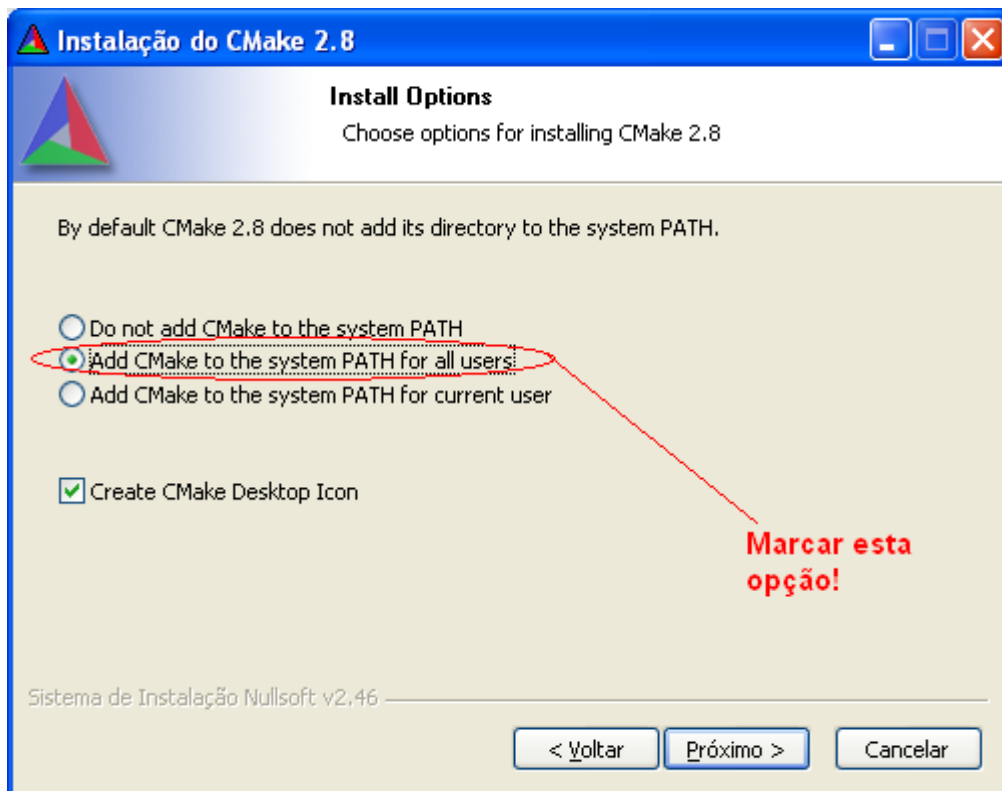 Instalação do CMake 2.8
Install Options
Choose options for installing CMake 2.8
By default CMake 2.8 does not add its directory to the system PATH.
Do not add CMake to the system PATH
Add CMake to the system PATH for all users
Add CMake to the system PATH for current user
Create CMake Desktop Icon
Marcar esta
opção!
Sistema de Instalação Nullsoft v2.46
< Voltar
Próximo >
Cancelar